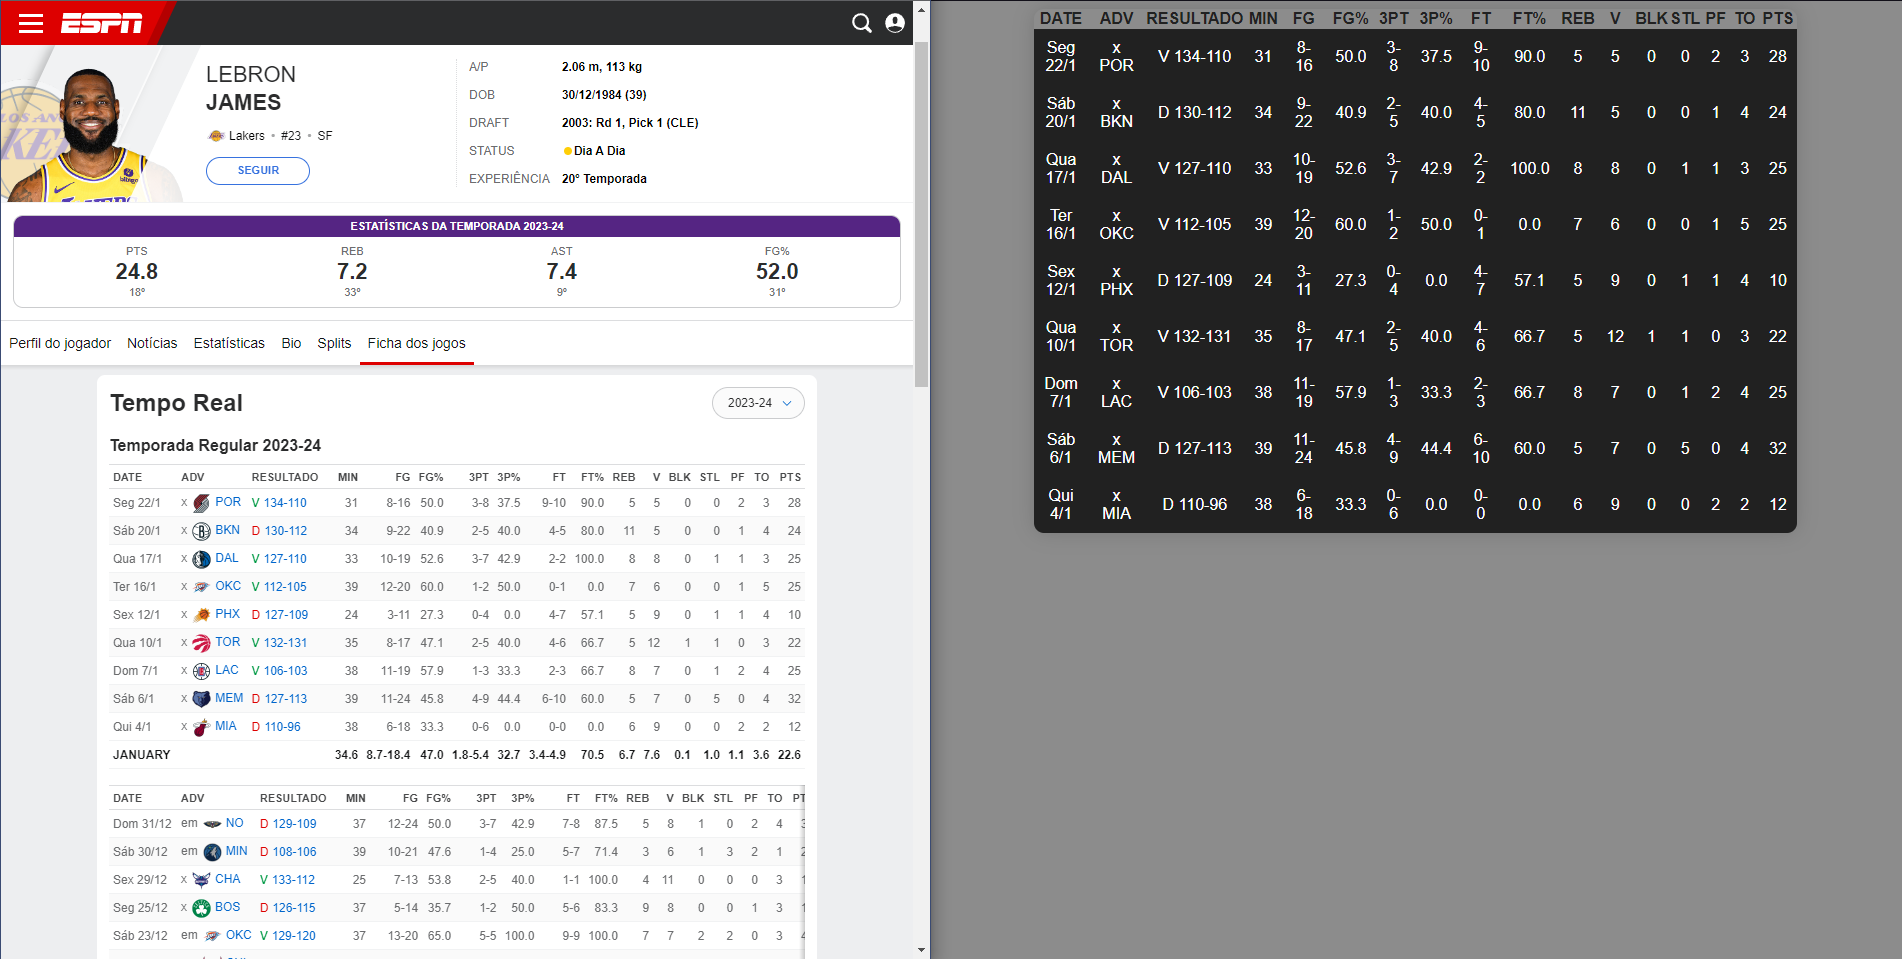 ESPN
LEBRON
JAMES
Lakers • #23 • SF
SEGUIR
A/P 2.06 m, 113 kg
DOB 30/12/1984 (39)
DRAFT 2003: Rd 1, Pick 1 (CLE)
STATUS Dia A Dia
EXPERIÊNCIA 20° Temporada
ESTATÍSTICAS DA TEMPORADA 2023-24
PTS REB AST FG%
24.8 7.2 7.4 52.0
18° 33° 9° 31°
Perfil do jogador Notícias Estatísticas Bio Splits Ficha dos jogos
Tempo Real 2023-24
Temporada Regular 2023-24
DATE ADV RESULTADO MIN FG FG% 3PT 3P% FT FT% REB V BLK STL PF TO PTS
Seg 22/1 x POR V 134-110 31 8-16 50.0 3-8 37.5 9-10 90.0 5 5 0 0 2 3 28
Sáb 20/1 x BKN D 130-112 34 9-22 40.9 2-5 40.0 4-5 80.0 11 5 0 0 1 4 24
Qua 17/1 x DAL V 127-110 33 10-19 52.6 3-7 42.9 2-2 100.0 8 8 0 1 1 3 25
Ter 16/1 x OKC V 112-105 39 12-20 60.0 1-2 50.0 0-1 0.0 7 6 0 0 1 5 25
Sex 12/1 x PHX D 127-109 24 3-11 27.3 0-4 0.0 4-7 57.1 5 9 0 1 1 4 10
Qua 10/1 x TOR V 132-131 35 8-17 47.1 2-5 40.0 4-6 66.7 5 12 1 1 0 3 22
Dom 7/1 x LAC V 106-103 38 11-19 57.9 1-3 33.3 2-3 66.7 8 7 0 1 2 4 25
Sáb 6/1 x MEM D 127-113 39 11-24 45.8 4-9 44.4 6-10 60.0 5 7 0 5 0 4 32
Qui 4/1 x MIA D 110-96 38 6-18 33.3 0-6 0.0 0-0 0.0 6 9 0 0 2 2 12
JANUARY 34.6 8.7-18.4 47.0 1.8-5.4 32.7 3.4-4.9 70.5 6.7 7.6 0.1 1.0 1.1 3.6 22.6
DATE ADV RESULTADO MIN FG FG% 3PT 3P% FT FT% REB V BLK STL PF TO
Dom 31/12 em NO D 129-109 37 12-24 50.0 3-7 42.9 7-8 87.5 5 8 1 0 2 4
Sáb 30/12 em MIN D 108-106 39 10-21 47.6 1-4 25.0 5-7 71.4 3 6 1 3 2 1
Sex 29/12 x CHA V 133-112 25 7-13 53.8 2-5 40.0 1-1 100.0 4 11 0 0 0 3
Seg 25/12 x BOS D 126-115 37 5-14 35.7 1-2 50.0 5-6 83.3 9 8 0 0 1 3
Sáb 23/12 em OKC V 129-120 37 13-20 65.0 5-5 100.0 9-9 100.0 7 7 2 2 0 3
DATE ADV RESULTADO MIN FG FG% 3PT 3P% FT FT% REB V BLK STL PF TO PTS
Seg x 8- 3- 9-
22/1 POR V 134-110 31 16 50.0 8 37.5 10 90.0 5 5 0 0 2 3 28
Sáb x 9- 2- 4-
20/1 BKN D 130-112 34 22 40.9 5 40.0 5 80.0 11 5 0 0 1 4 24
Qua x 10- 3- 2-
17/1 DAL V 127-110 33 19 52.6 7 42.9 2 100.0 8 8 0 1 1 3 25
Ter x 12- 1- 0-
16/1 OKC V 112-105 39 20 60.0 2 50.0 1 0.0 7 6 0 0 1 5 25
Sex x 3- 0- 4-
12/1 PHX D 127-109 24 11 27.3 4 0.0 7 57.1 5 9 0 1 1 4 10
Qua x 8- 2- 4-
10/1 TOR V 132-131 35 17 47.1 5 40.0 6 66.7 5 12 1 1 0 3 22
Dom x 11- 1- 2-
7/1 LAC V 106-103 38 19 57.9 3 33.3 3 66.7 8 7 0 1 2 4 25
Sáb x 11- 4- 6-
6/1 MEM D 127-113 39 24 45.8 9 44.4 10 60.0 5 7 0 5 0 4 32
Qui x 6- 0- 0-
4/1 MIA D 110-96 38 18 33.3 6 0.0 0 0.0 6 9 0 0 2 2 12